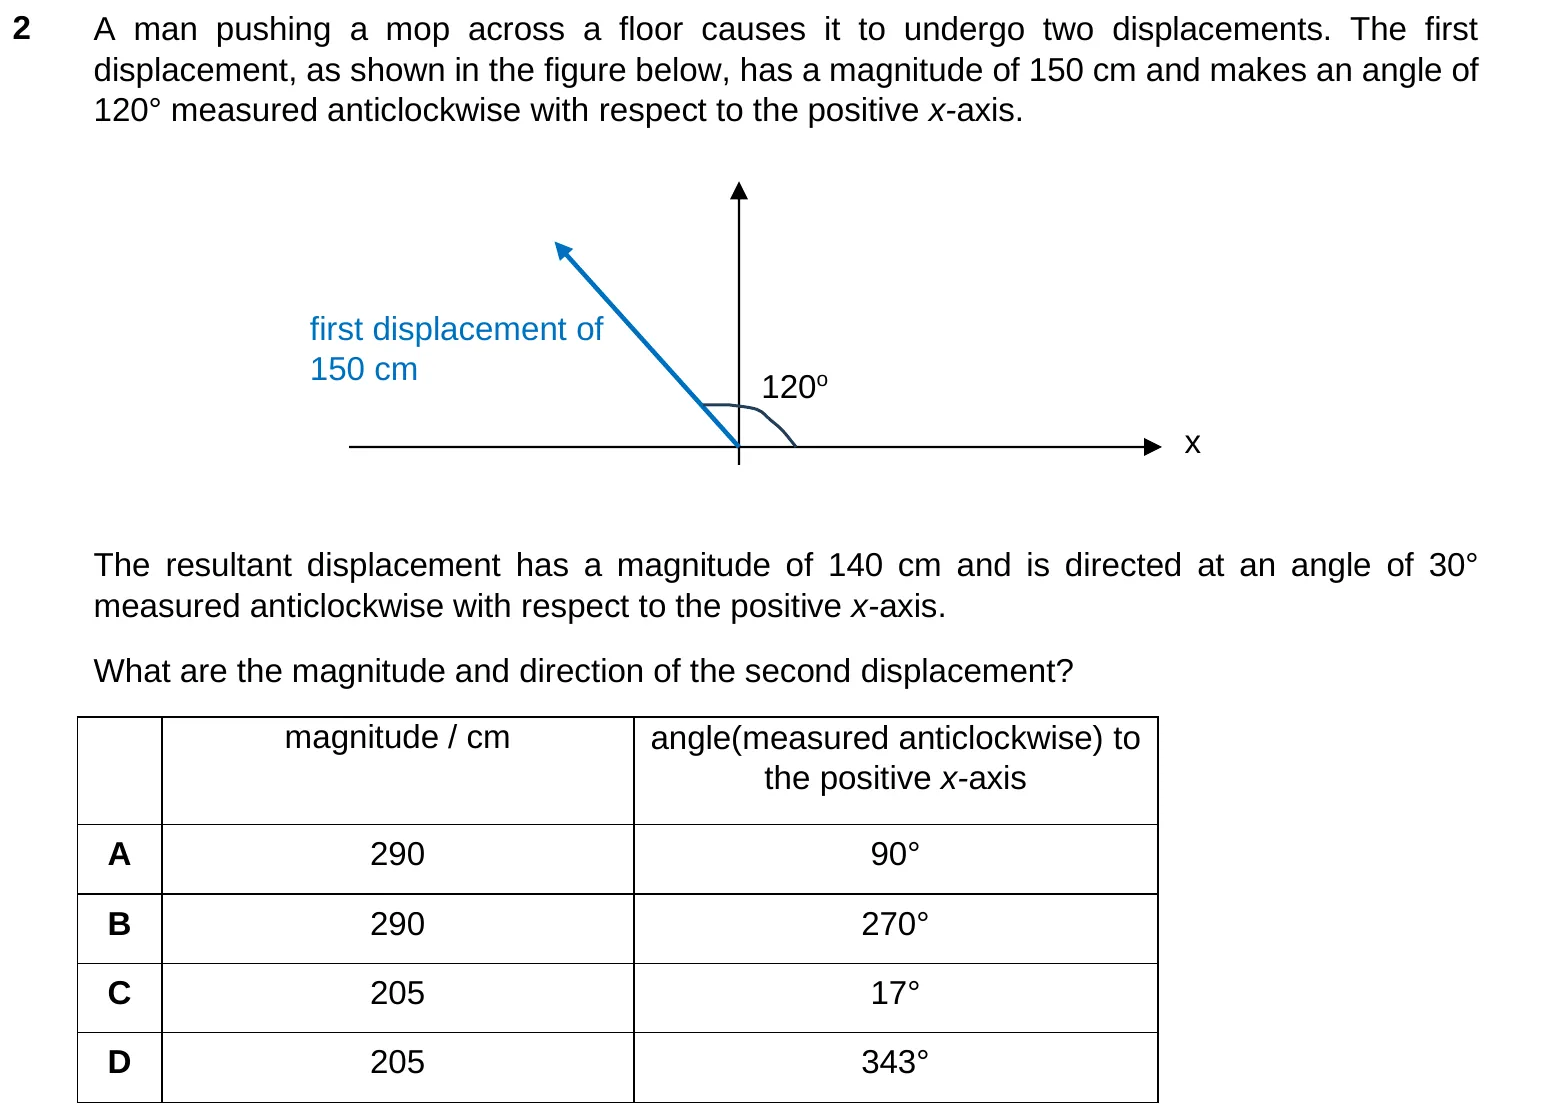 2 A man pushing a mop across a floor causes it to undergo two displacements. The first
displacement, as shown in the figure below, has a magnitude of 150 cm and makes an angle of
120° measured anticlockwise with respect to the positive x-axis.
first displacement of
150 cm
120º
x
The resultant displacement has a magnitude of 140 cm and is directed at an angle of 30°
measured anticlockwise with respect to the positive x-axis.
What are the magnitude and direction of the second displacement?
magnitude / cm
angle(measured anticlockwise) to
the positive x-axis
A 290 90°
B 290 270°
C 205 17°
D 205 343°